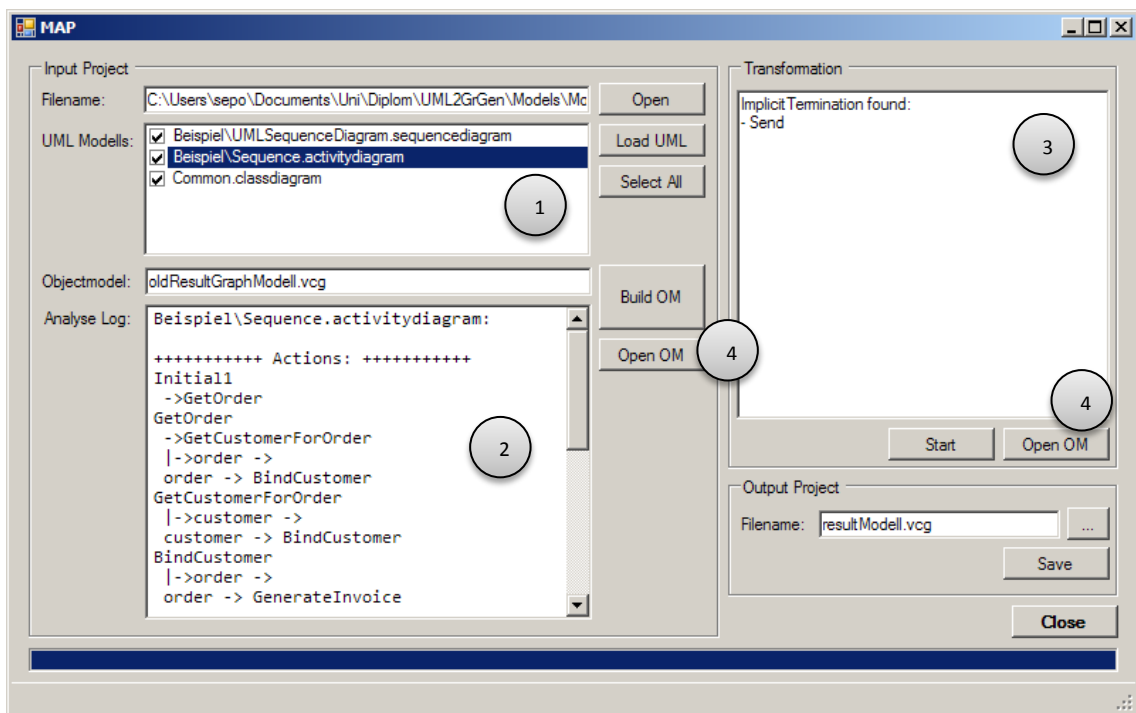 MAP
Input Project
Filename:
C:\Users\sepo\Documents\Uni\Diplom\UML2GrGen\Models\Mc
Open
UML Modells:
Beispiel\UMLSequenceDiagram.sequencediagram
Beispiel\Sequence.activitydiagram
Common.classdiagram
1
Load UML
Select All
Objectmodel:
oldResultGraphModell.vcg
Build OM
Analyse Log:
Beispiel\Sequence.activitydiagram:
+++++++++++ Actions: +++++++++++
Initial1
->GetOrder
GetOrder
->GetCustomerForOrder
|->order ->
order -> BindCustomer
GetCustomerForOrder
|->customer ->
customer -> BindCustomer
BindCustomer
|->order ->
order -> GenerateInvoice
2
Open OM
4
Transformation
ImplicitTermination found:
- Send
3
4
Start
Open OM
Output Project
Filename:
resultModell.vcg
...
Save
Close